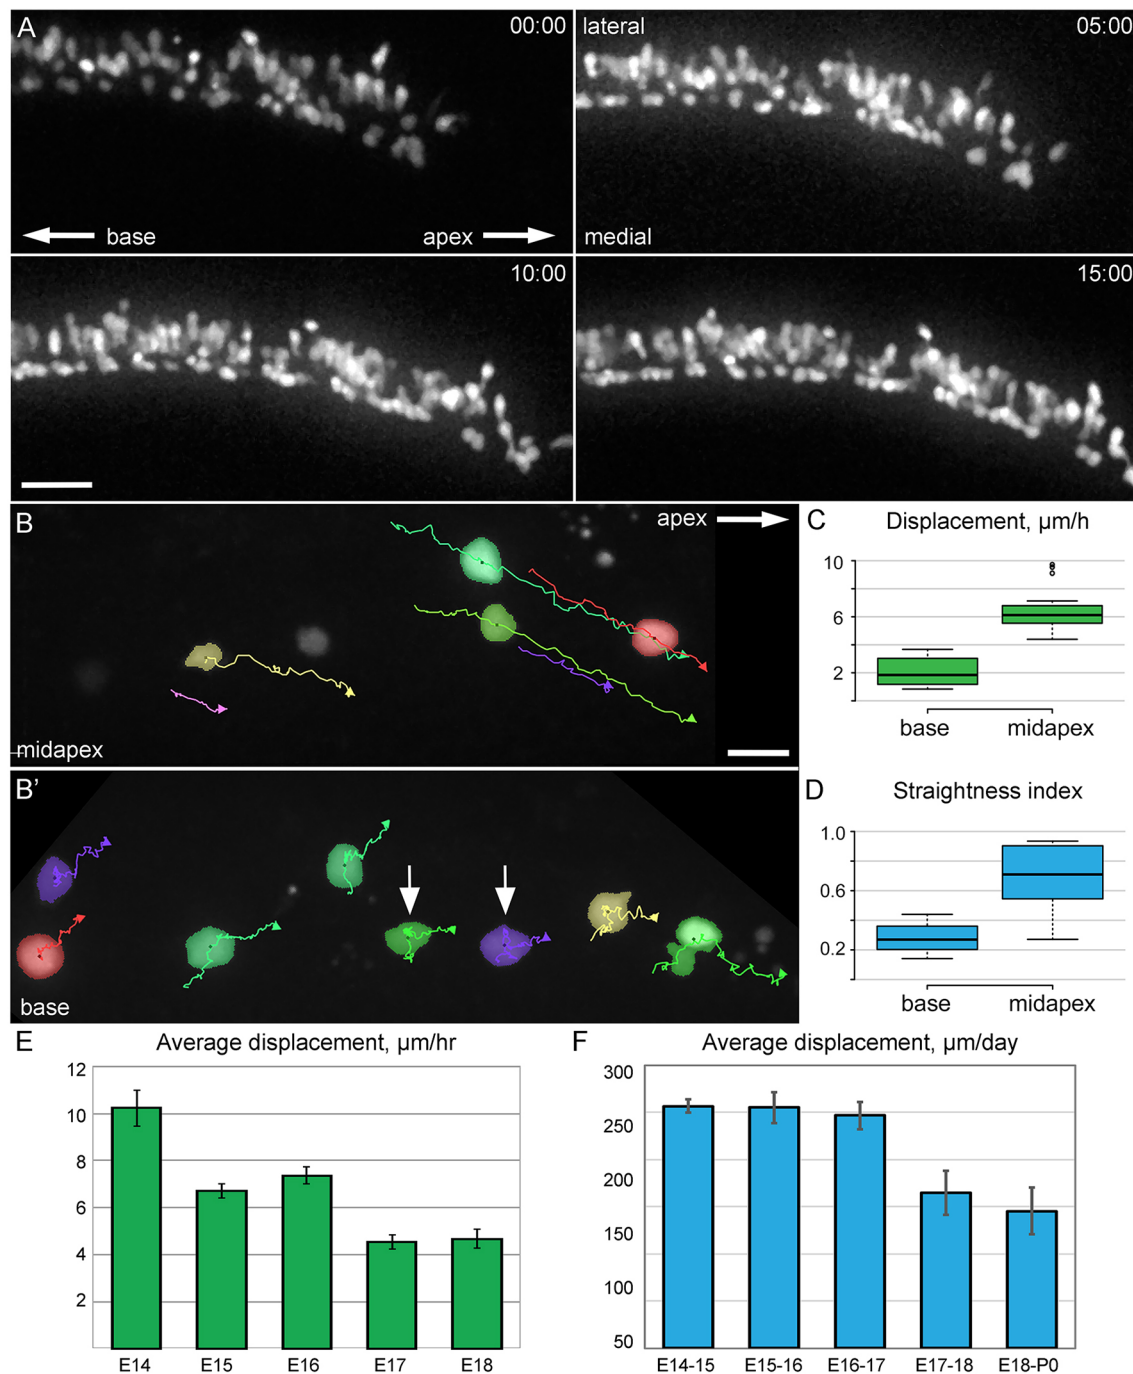 A
00:00
base
apex
lateral
05:00
medial
10:00
15:00
B
apex
midapex
B’
base
C
Displacement, µm/h
10
6
2
base
midapex
D
Straightness index
1.0
0.6
0.2
base
midapex
E
Average displacement, µm/hr
12
10
8
6
4
2
E14
E15
E16
E17
E18
F
Average displacement, µm/day
300
250
200
150
100
50
E14-15
E15-16
E16-17
E17-18
E18-P0